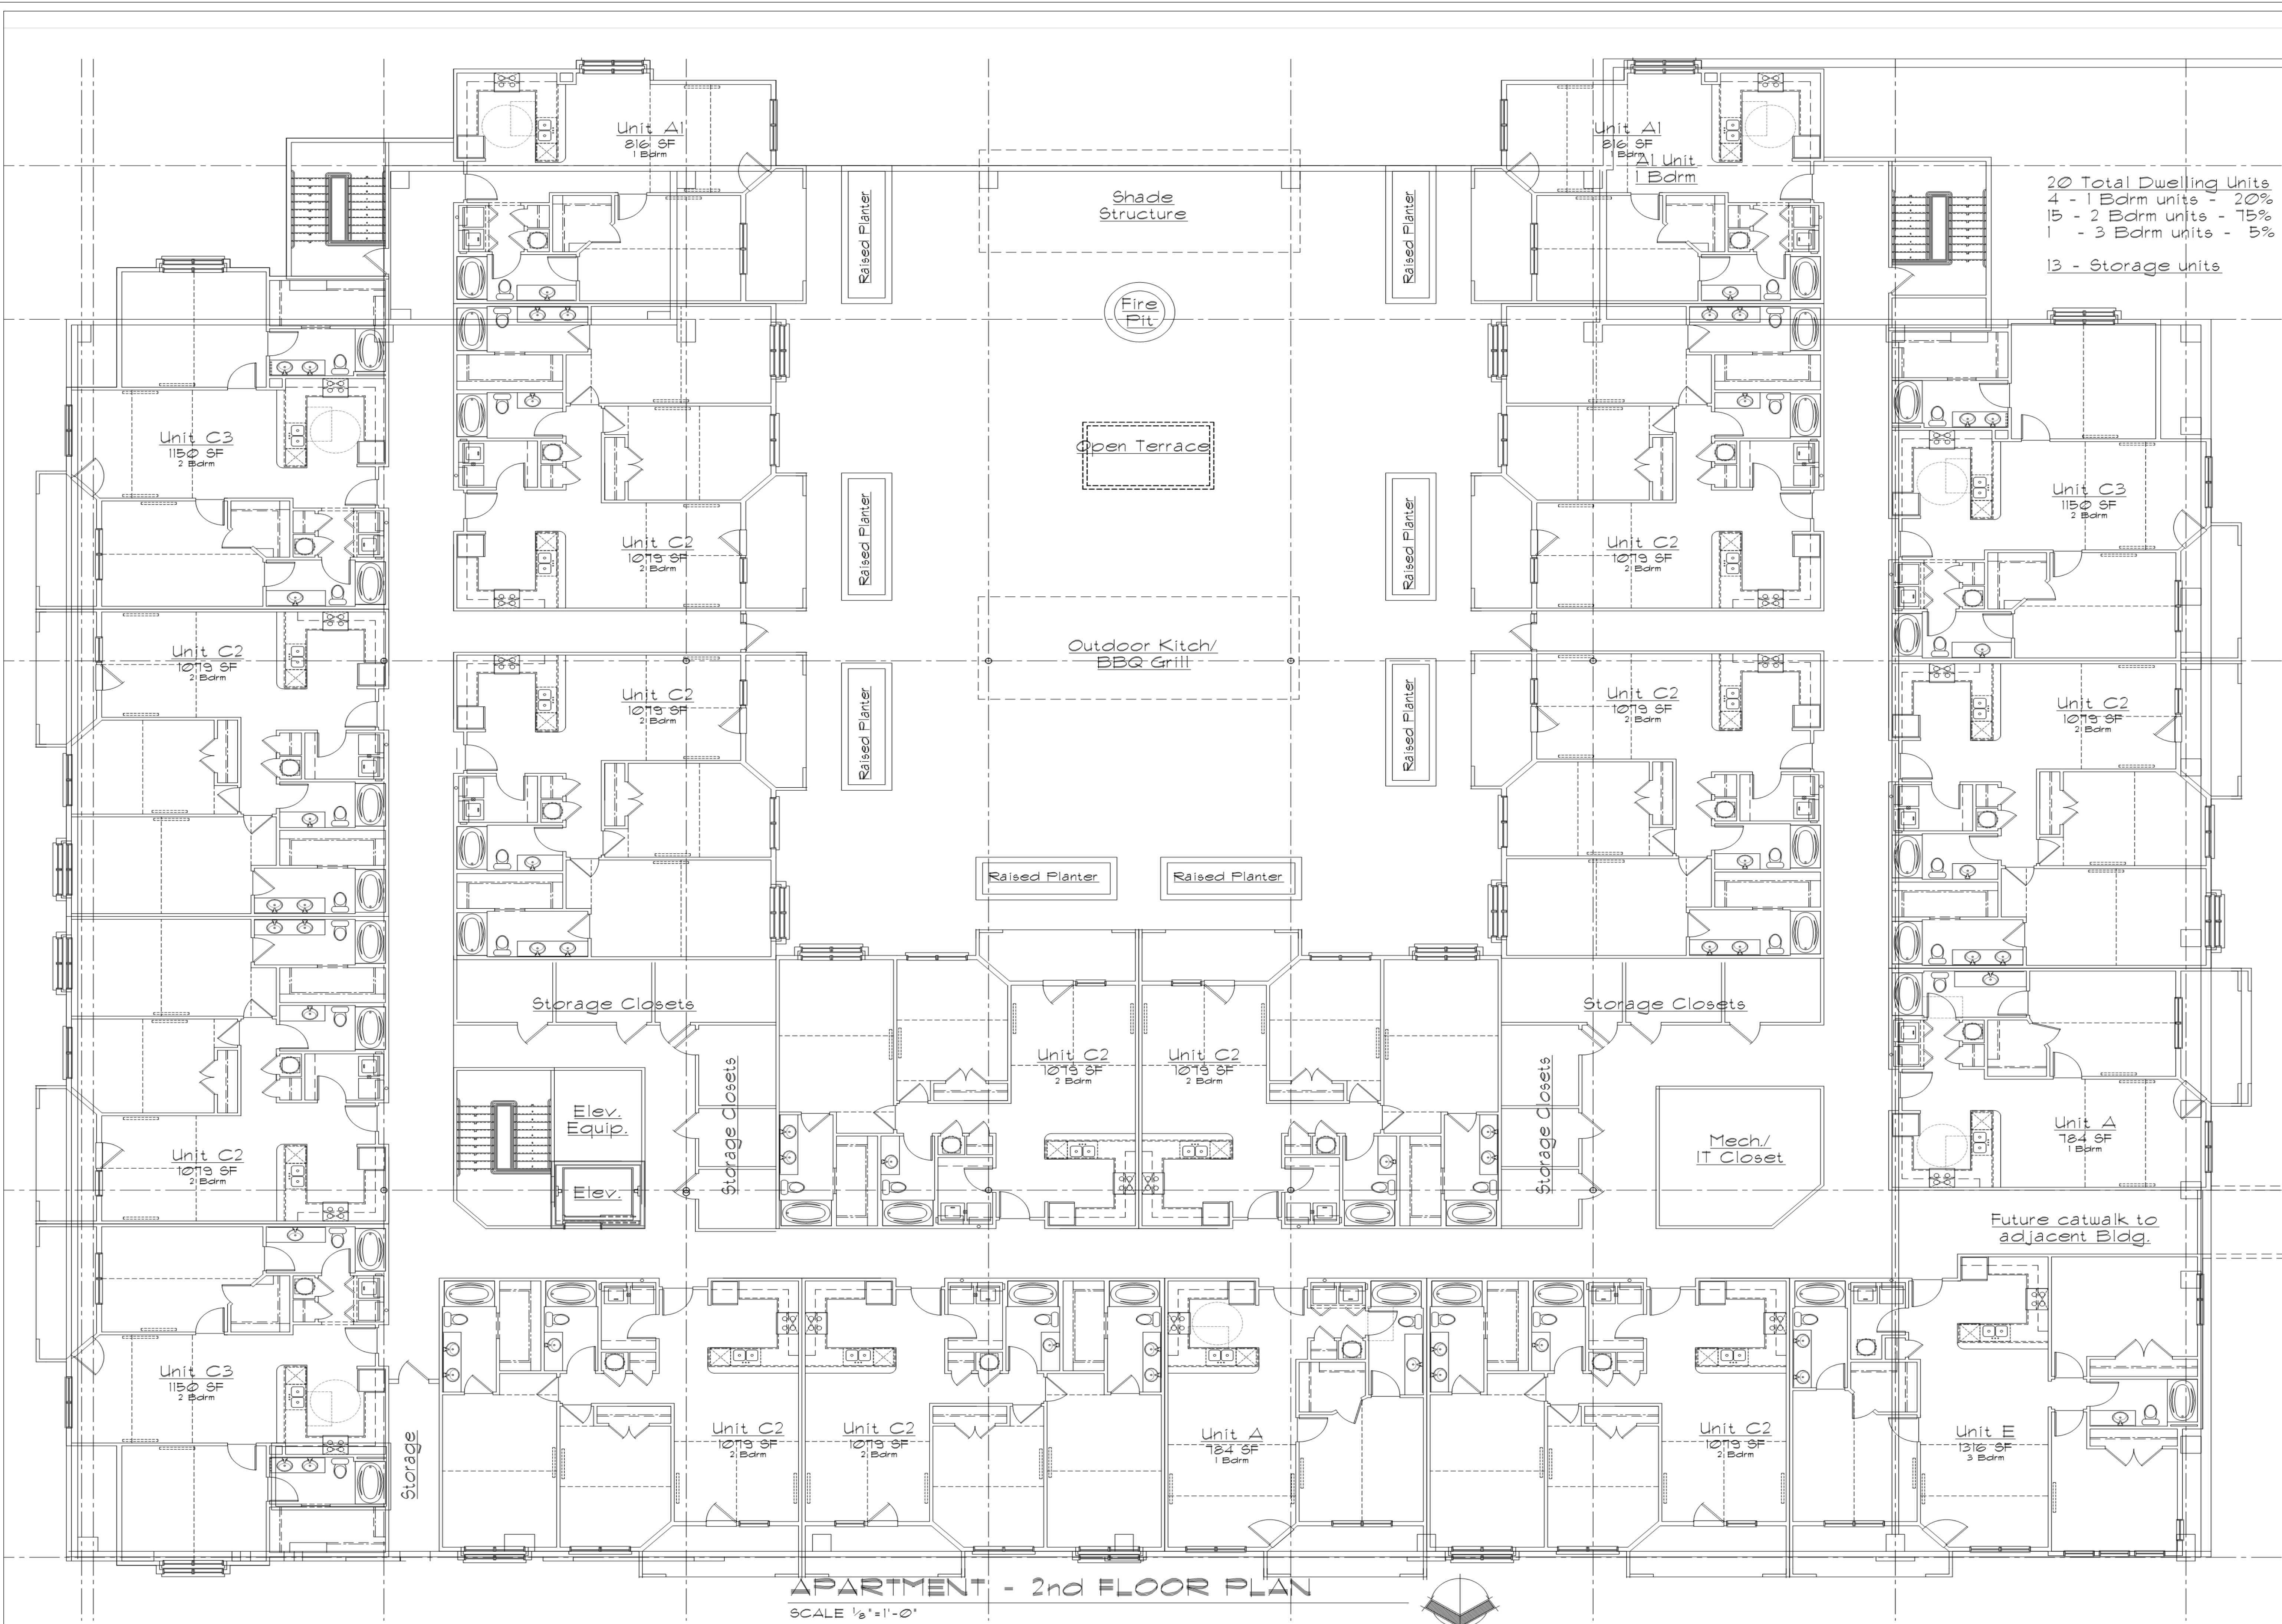 Unit A1
816 SF
1 Bdrm
Unit A1
816 SF
1 Bdrm
A1 Unit
1 Bdrm
20 Total Dwelling Units
4 - 1 Bdrm units - 20%
15 - 2 Bdrm units - 75%
1 - 3 Bdrm units - 5%
13 - Storage units
Shade
Structure
Raised Planter
Raised Planter
Fire
Pit
Unit C3
1150 SF
2 Bdrm
Open Terrace
Unit C3
1150 SF
2 Bdrm
Raised Planter
Raised Planter
Unit C2
1079 SF
2 Bdrm
Unit C2
1079 SF
2 Bdrm
Unit C2
1079 SF
2 Bdrm
Outdoor Kitch/
BBQ Grill
Unit C2
1079 SF
2 Bdrm
Unit C2
1079 SF
2 Bdrm
Unit C2
1079 SF
2 Bdrm
Raised Planter
Raised Planter
Raised Planter
Raised Planter
Storage Closets
Storage Closets
Unit C2
1079 SF
2 Bdrm
Unit C2
1079 SF
2 Bdrm
Storage Closets
Storage Closets
Elev.
Equip.
Elev.
Mech./
IT Closet
Unit A
784 SF
1 Bdrm
Unit C2
1079 SF
2 Bdrm
Future catwalk to
adjacent Bldg.
Unit C3
1150 SF
2 Bdrm
Storage
Unit C2
1079 SF
2 Bdrm
Unit C2
1079 SF
2 Bdrm
Unit A
784 SF
1 Bdrm
Unit C2
1079 SF
2 Bdrm
Unit E
1316 SF
3 Bdrm
APARTMENT - 2nd FLOOR PLAN
SCALE 1/8"=1'-0"